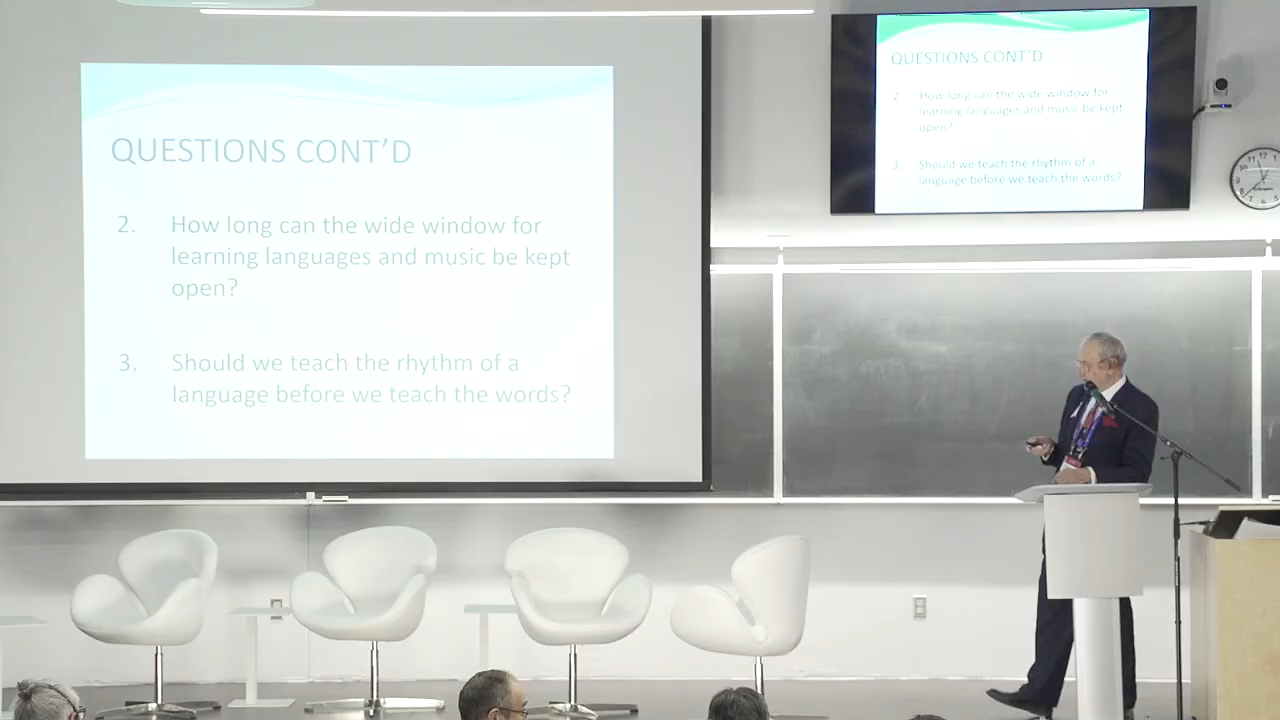 QUESTIONS CONT'D
2. How long can the wide window for
learning languages and music be kept
open?
3. Should we teach the rhythm of a
language before we teach the words?
QUESTIONS CONT'D
2. How long can the wide window for
learning languages and music be kept
open?
3. Should we teach the rhythm of a
language before we teach the words?